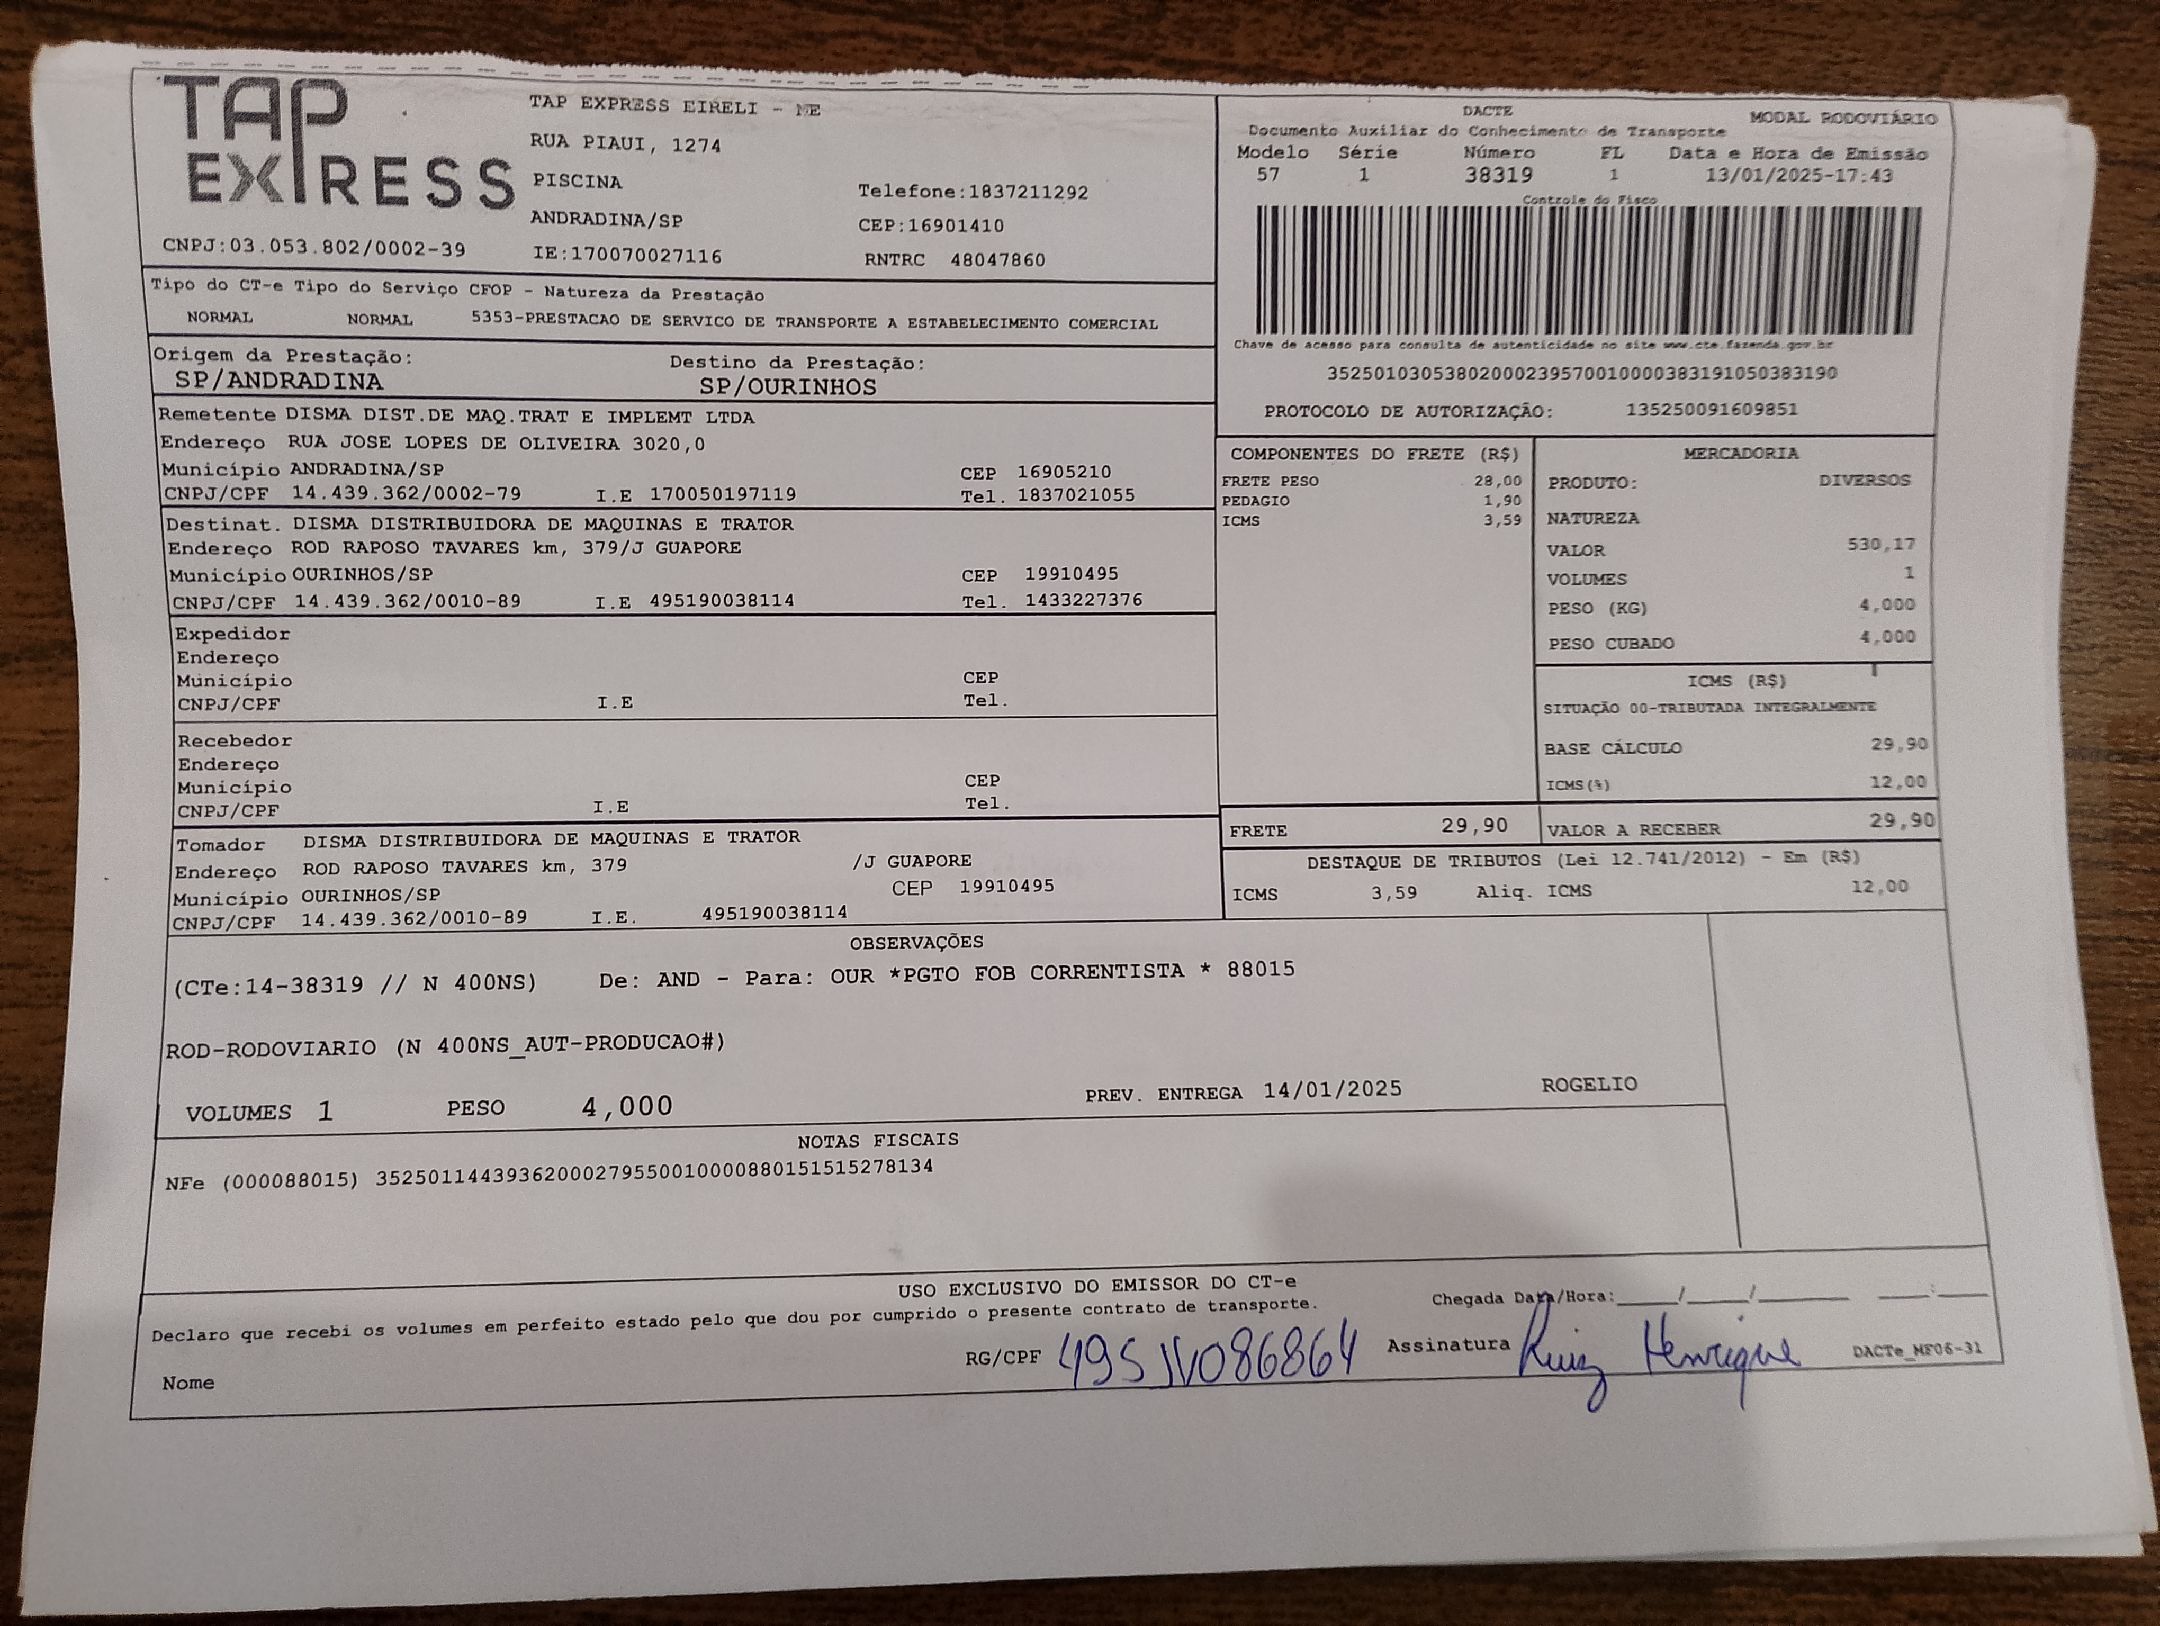 TAP EXPRESS
TAP EXPRESS EIRELI - ME
RUA PIAUI, 1274
PISCINA
Telefone:1837211292
ANDRADINA/SP
CEP:16901410
CNPJ:03.053.802/0002-39
IE:170070027116
RNTRC 48047860
DACTE
MODAL RODOVIÁRIO
Documento Auxiliar do Conhecimento de Transporte
Modelo Série Número FL Data e Hora de Emissão
57 1 38319 1 13/01/2025-17:43
Controle do Fisco
Chave de acesso para consulta de autenticidade no site www.cte.fazenda.gov.br
35250103053802000239570010000383191050383190
PROTOCOLO DE AUTORIZAÇÃO: 135250091609851
Tipo do CT-e Tipo do Serviço CFOP - Natureza da Prestação
NORMAL NORMAL 5353-PRESTACAO DE SERVICO DE TRANSPORTE A ESTABELECIMENTO COMERCIAL
Origem da Prestação: Destino da Prestação:
SP/ANDRADINA SP/OURINHOS
Remetente DISMA DIST.DE MAQ.TRAT E IMPLEMT LTDA
Endereço RUA JOSE LOPES DE OLIVEIRA 3020,0
Município ANDRADINA/SP CEP 16905210
CNPJ/CPF 14.439.362/0002-79 I.E 170050197119 Tel. 1837021055
Destinat. DISMA DISTRIBUIDORA DE MAQUINAS E TRATOR
Endereço ROD RAPOSO TAVARES km, 379/J GUAPORE
Município OURINHOS/SP CEP 19910495
CNPJ/CPF 14.439.362/0010-89 I.E 495190038114 Tel. 1433227376
Expedidor
Endereço
Município CEP
CNPJ/CPF I.E Tel.
Recebedor
Endereço
Município CEP
CNPJ/CPF I.E Tel.
Tomador DISMA DISTRIBUIDORA DE MAQUINAS E TRATOR
Endereço ROD RAPOSO TAVARES km, 379 /J GUAPORE
Município OURINHOS/SP CEP 19910495
CNPJ/CPF 14.439.362/0010-89 I.E. 495190038114
COMPONENTES DO FRETE (R$)
FRETE PESO 28,00
PEDAGIO 1,90
ICMS 3,59
MERCADORIA
PRODUTO: DIVERSOS
NATUREZA
VALOR 530,17
VOLUMES 1
PESO (KG) 4,000
PESO CUBADO 4,000
ICMS (R$)
SITUAÇÃO 00-TRIBUTADA INTEGRALMENTE
BASE CÁLCULO 29,90
ICMS(%) 12,00
FRETE 29,90 VALOR A RECEBER 29,90
DESTAQUE DE TRIBUTOS (Lei 12.741/2012) - Em (R$)
ICMS 3,59 Aliq. ICMS 12,00
OBSERVAÇÕES
(CTe:14-38319 // N 400NS) De: AND - Para: OUR *PGTO FOB CORRENTISTA * 88015
ROD-RODOVIARIO (N 400NS_AUT-PRODUCAO#)
VOLUMES 1 PESO 4,000 PREV. ENTREGA 14/01/2025 ROGELIO
NOTAS FISCAIS
NFe (000088015) 35250114439362000279550010000880151515278134
USO EXCLUSIVO DO EMISSOR DO CT-e
Declaro que recebi os volumes em perfeito estado pelo que dou por cumprido o presente contrato de transporte.
Chegada Data/Hora:____/____/______ ___:___
Nome RG/CPF Assinatura Henrique DACTe_MF06-31